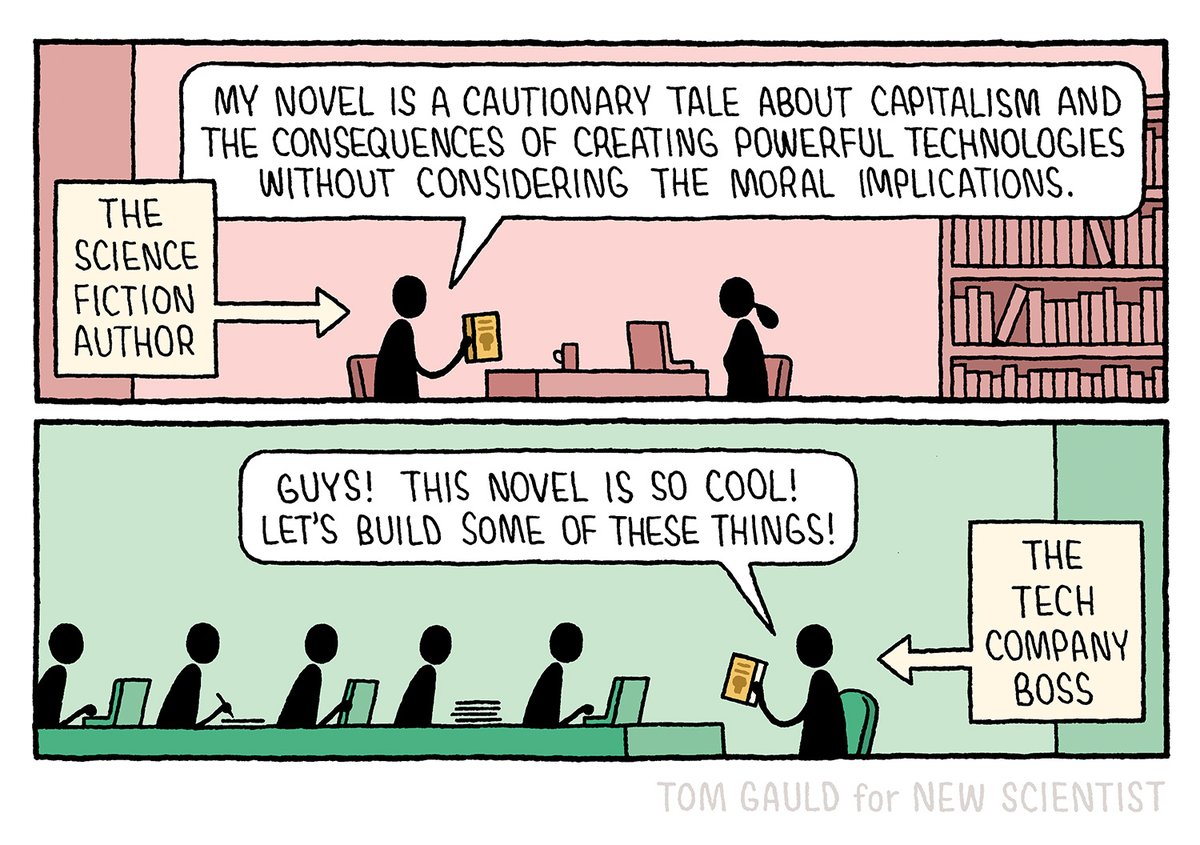 MY NOVEL IS A CAUTIONARY TALE ABOUT CAPITALISM AND
THE CONSEQUENCES OF CREATING POWERFUL TECHNOLOGIES
WITHOUT CONSIDERING THE MORAL IMPLICATIONS.
THE
SCIENCE
FICTION
AUTHOR
GUYS! THIS NOVEL IS SO COOL!
LET'S BUILD SOME OF THESE THINGS!
THE
TECH
COMPANY
BOSS
TOM GAULD for NEW SCIENTIST